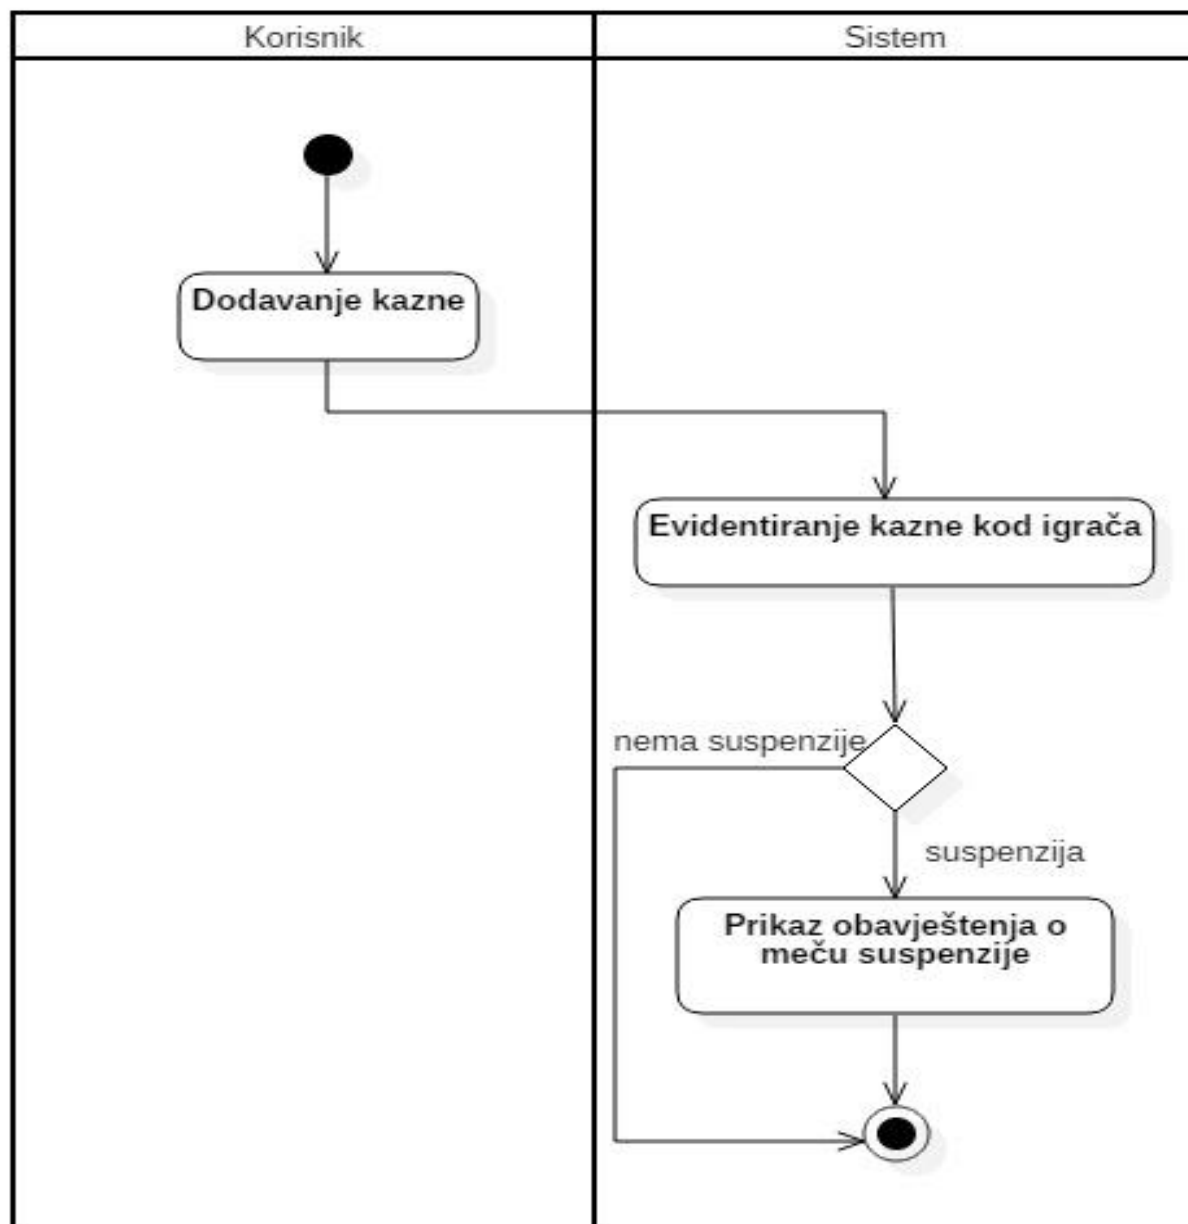 Korisnik
Sistem
Dodavanje kazne
Evidentiranje kazne kod igrača
nema suspenzije
suspenzija
Prikaz obavještenja o
meču suspenzije